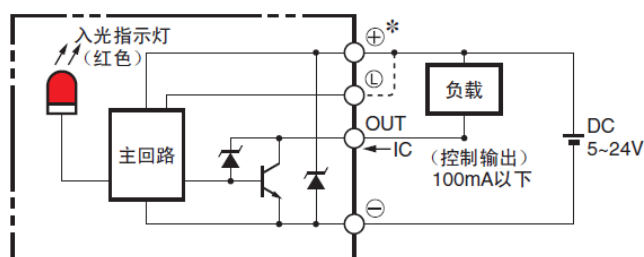 入光指示灯
（红色）
主回路
⊕*
Ⓛ
OUT
IC
⊖
负载
（控制输出）
100mA以下
DC
5~24V